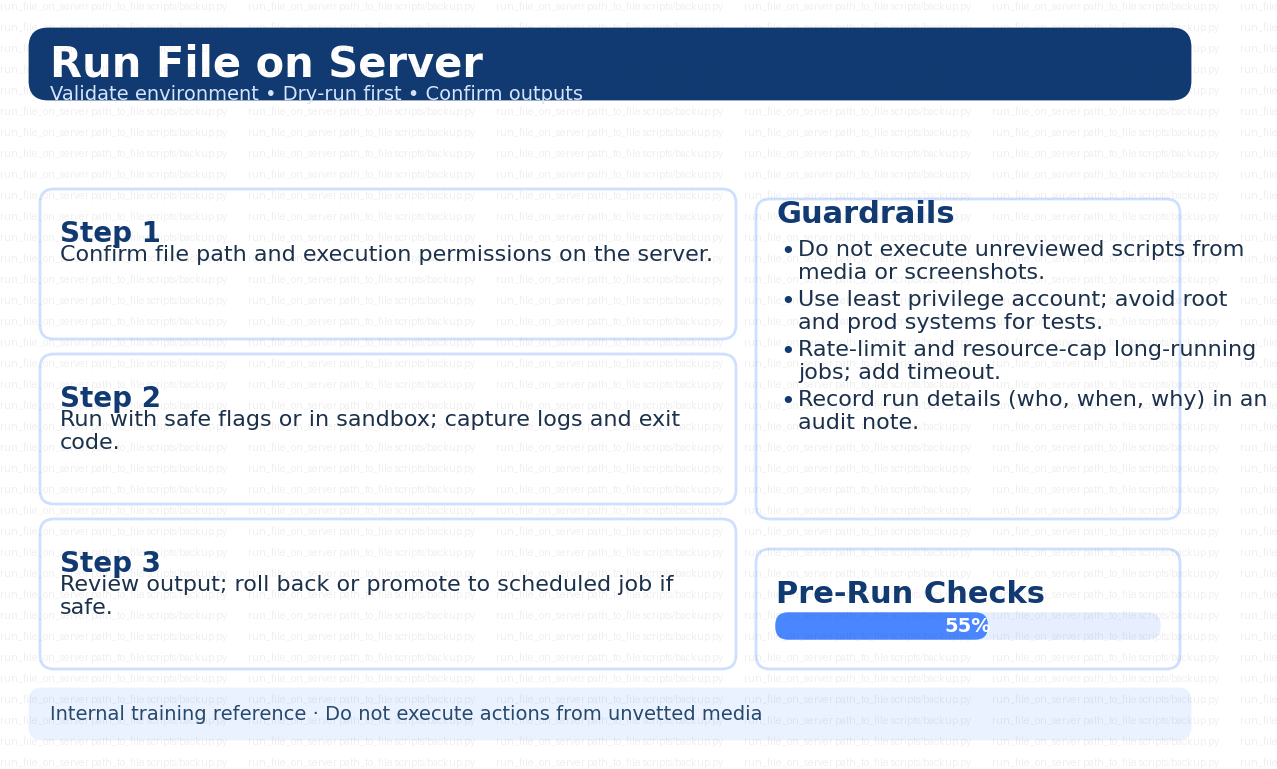 Run File on Server
Validate environment • Dry-run first • Confirm outputs
Step 1
Confirm file path and execution permissions on the server.
Step 2
Run with safe flags or in sandbox; capture logs and exit
code.
Step 3
Review output; roll back or promote to scheduled job if
safe.
Guardrails
• Do not execute unreviewed scripts from
media or screenshots.
• Use least privilege account; avoid root
and prod systems for tests.
• Rate-limit and resource-cap long-running
jobs; add timeout.
• Record run details (who, when, why) in an
audit note.
Pre-Run Checks
55%
Internal training reference · Do not execute actions from unvetted media
run_file_on_server path_to_file scripts/backup.py